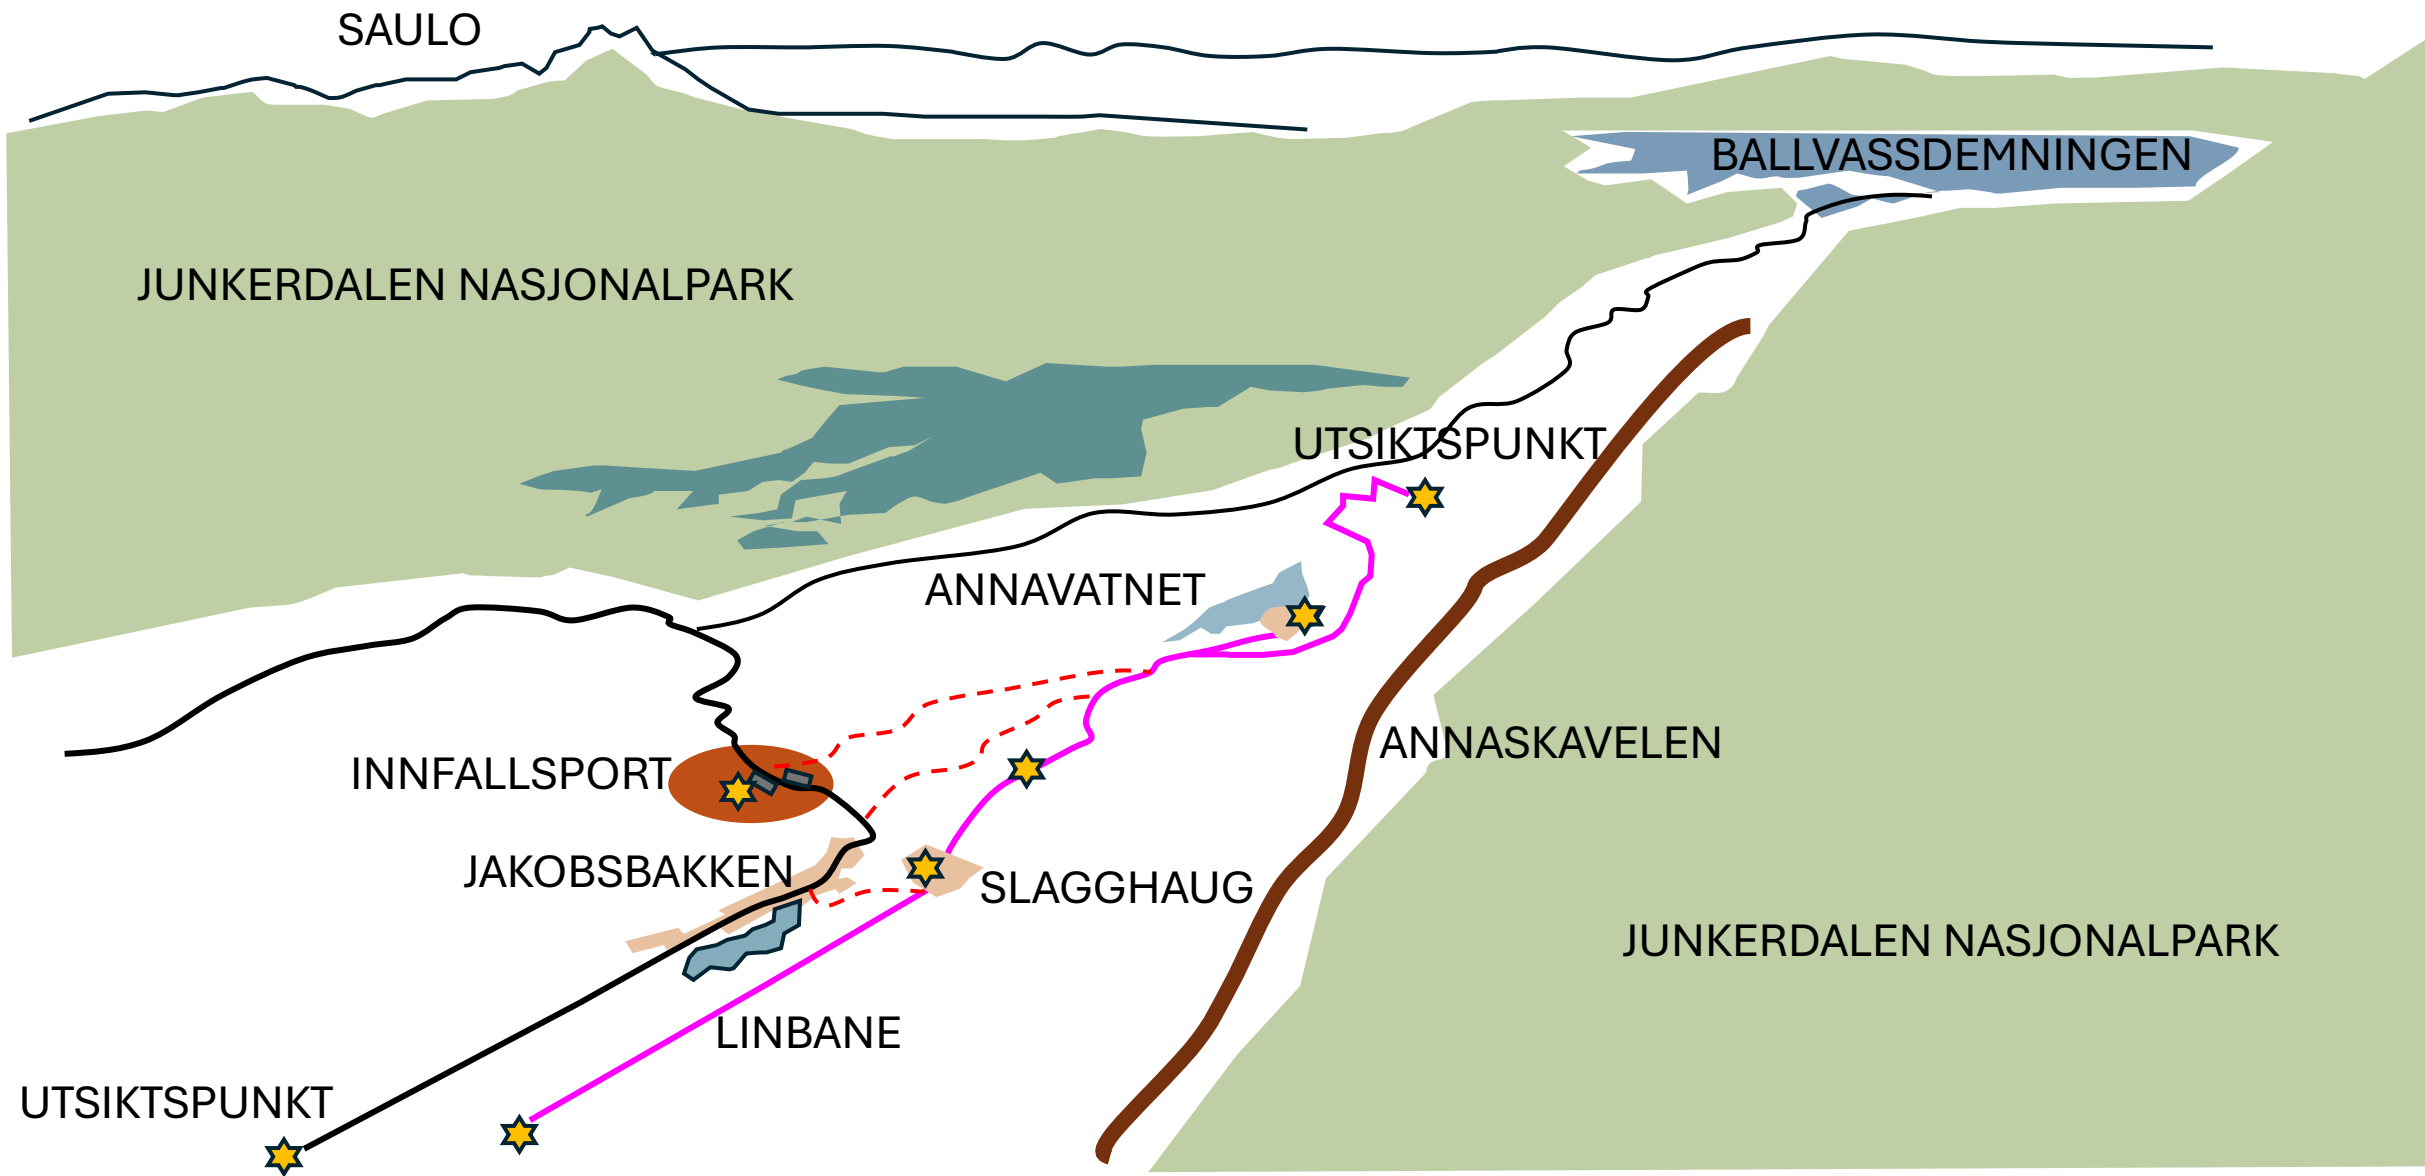 SAULO
BALLVASSDEMNINGEN
JUNKERDALEN NASJONALPARK
UTSIKTSPUNKT
ANNAVATNET
ANNASKAVELEN
INNFALLSPORT
JAKOBSBAKKEN
SLAGGHAUG
JUNKERDALEN NASJONALPARK
LINBANE
UTSIKTSPUNKT